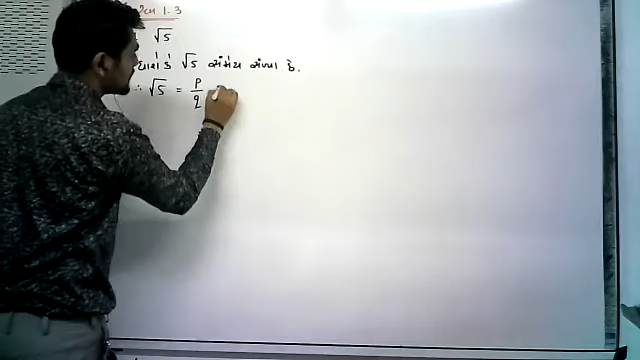 1.3
√5
ધારો કે √5 સંમેય સંખ્યા છે.
∴ √5 = p/q